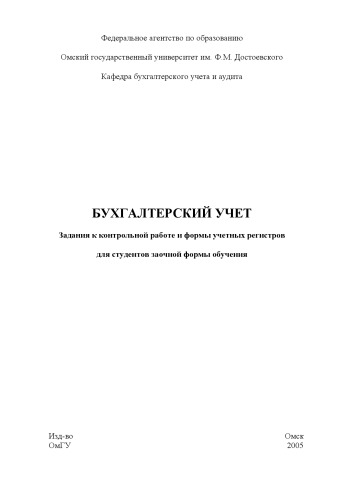 Федеральное агентство по образованию
Омский государственный университет им. Ф.М. Достоевского
Кафедра бухгалтерского учета и аудита
БУХГАЛТЕРСКИЙ УЧЕТ
Задания к контрольной работе и формы учетных регистров
для студентов заочной формы обучения
Изд-во Омск
ОмГУ 2005